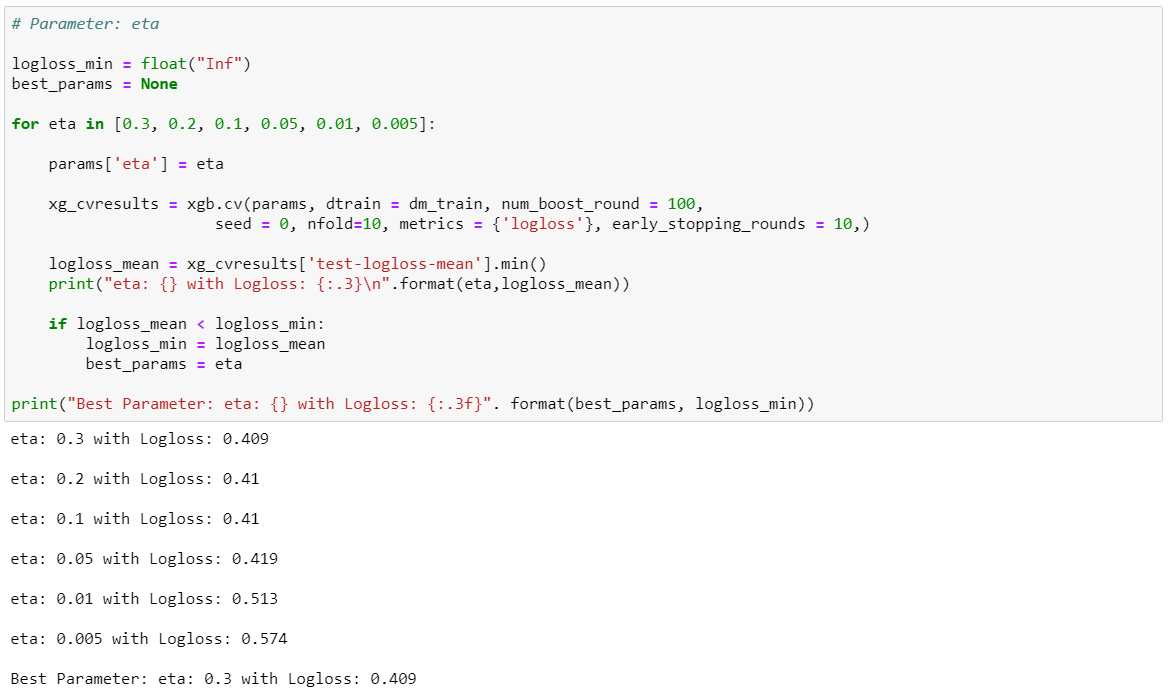 # Parameter: eta
logloss_min = float("Inf")
best_params = None
for eta in [0.3, 0.2, 0.1, 0.05, 0.01, 0.005]:
    params['eta'] = eta
    xg_cvresults = xgb.cv(params, dtrain = dm_train, num_boost_round = 100,
                      seed = 0, nfold=10, metrics = {'logloss'}, early_stopping_rounds = 10,)
    logloss_mean = xg_cvresults['test-logloss-mean'].min()
    print("eta: {} with Logloss: {:.3}\n".format(eta,logloss_mean))
    if logloss_mean < logloss_min:
        logloss_min = logloss_mean
        best_params = eta
print("Best Parameter: eta: {} with Logloss: {:.3f}". format(best_params, logloss_min))
eta: 0.3 with Logloss: 0.409
eta: 0.2 with Logloss: 0.41
eta: 0.1 with Logloss: 0.41
eta: 0.05 with Logloss: 0.419
eta: 0.01 with Logloss: 0.513
eta: 0.005 with Logloss: 0.574
Best Parameter: eta: 0.3 with Logloss: 0.409